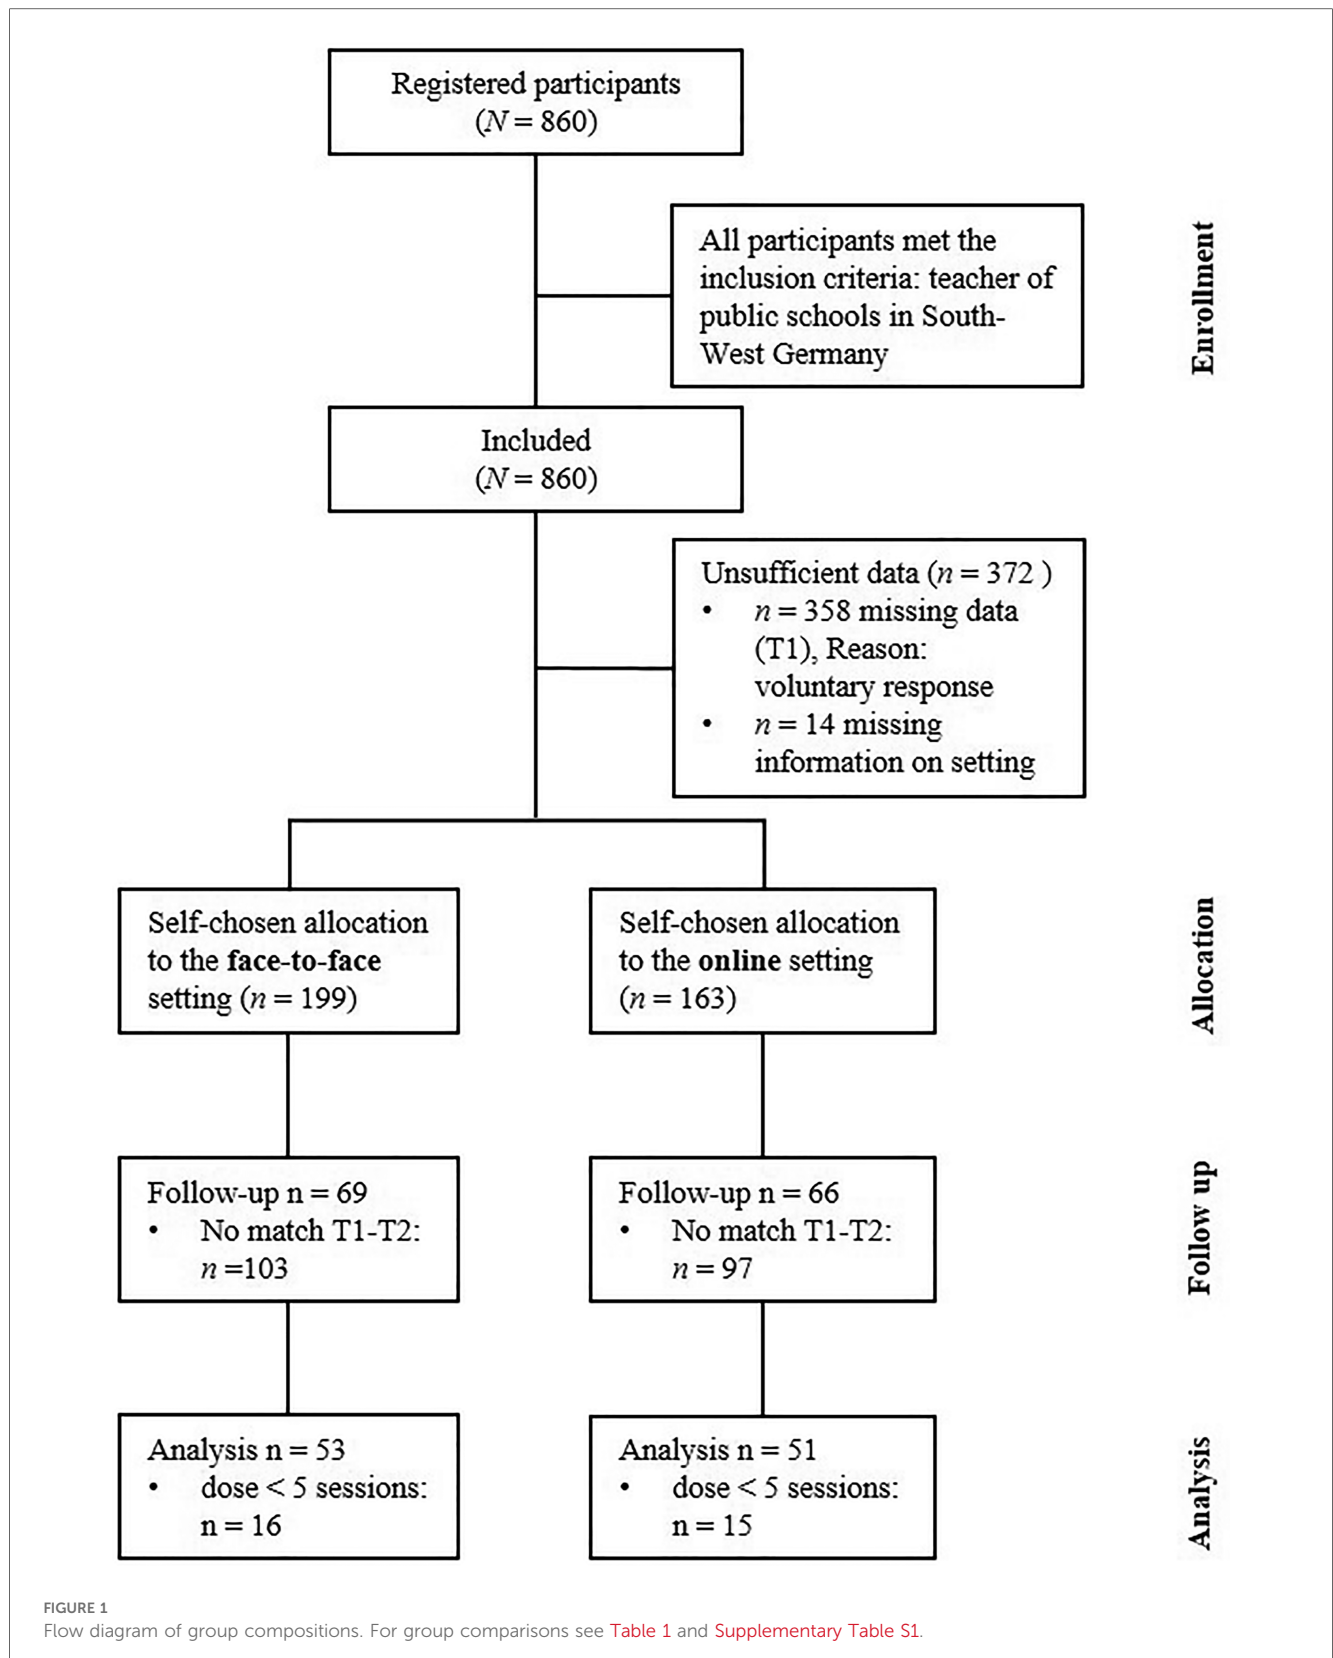 Registered participants
(N = 860)
All participants met the
inclusion criteria: teacher of
public schools in South-
West Germany
Enrollment
Included
(N = 860)
Unsufficient data (n = 372 )
• n = 358 missing data
(T1), Reason:
voluntary response
• n = 14 missing
information on setting
Self-chosen allocation
to the face-to-face
setting (n = 199)
Self-chosen allocation
to the online setting
(n = 163)
Allocation
Follow-up n = 69
• No match T1-T2:
n =103
Follow-up n = 66
• No match T1-T2:
n = 97
Follow up
Analysis n = 53
• dose < 5 sessions:
n = 16
Analysis n = 51
• dose < 5 sessions:
n = 15
Analysis
FIGURE 1
Flow diagram of group compositions. For group comparisons see Table 1 and Supplementary Table S1.